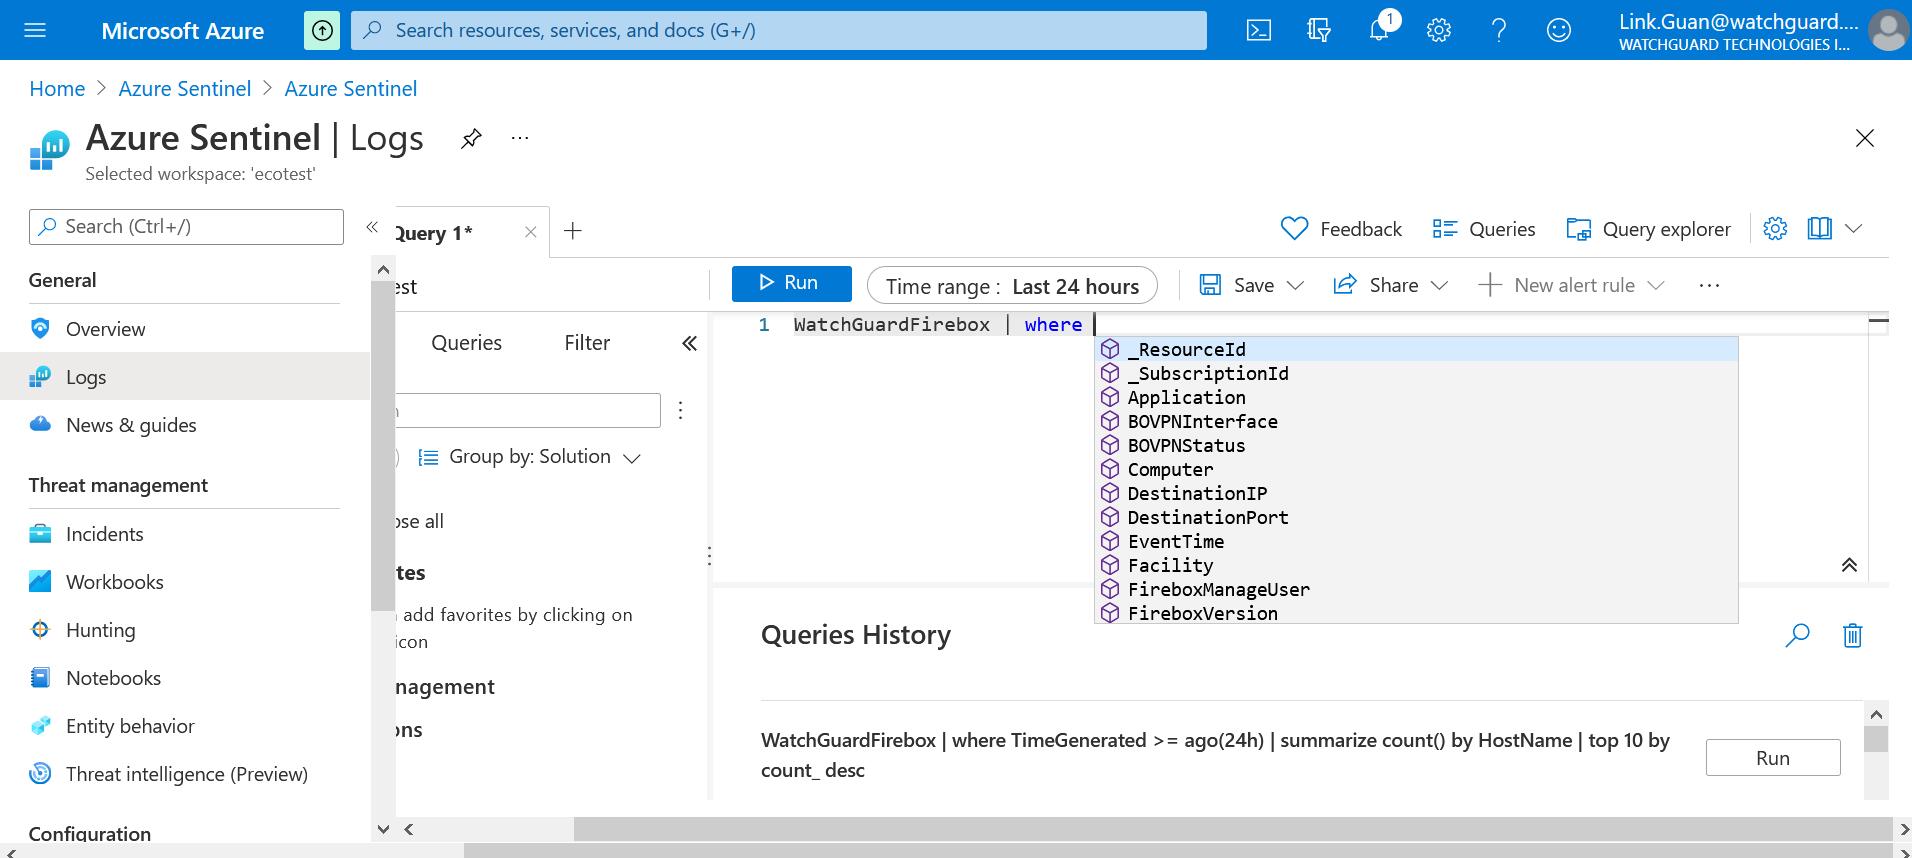 Microsoft Azure
Search resources, services, and docs (G+/)
1
Link.Guan@watchguard....
WATCHGUARD TECHNOLOGIES I...
Home > Azure Sentinel > Azure Sentinel
Azure Sentinel | Logs
...
Selected workspace: 'ecotest'
Search (Ctrl+/)
«
General
Overview
Logs
News & guides
Threat management
Incidents
Workbooks
Hunting
Notebooks
Entity behavior
Threat intelligence (Preview)
Configuration
Query 1*
Feedback
Queries
Query explorer
est
Run
Time range : Last 24 hours
Save
Share
New alert rule
...
Queries
Filter
«
Group by: Solution
ose all
tes
add favorites by clicking on
icon
nagement
ons
1 WatchGuardFirebox | where
_ResourceId
_SubscriptionId
Application
BOVPNInterface
BOVPNStatus
Computer
DestinationIP
DestinationPort
EventTime
Facility
FireboxManageUser
FireboxVersion
Queries History
WatchGuardFirebox | where TimeGenerated >= ago(24h) | summarize count() by HostName | top 10 by
count_ desc
Run